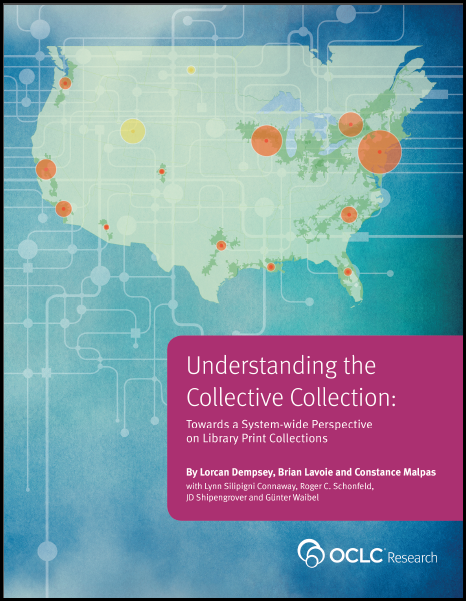 Understanding the
Collective Collection:
Towards a System-wide Perspective
on Library Print Collections
By Lorcan Dempsey, Brian Lavoie and Constance Malpas
with Lynn Silipigni Connaway, Roger C. Schonfeld,
JD Shipengrover and Günter Waibel
OCLC Research